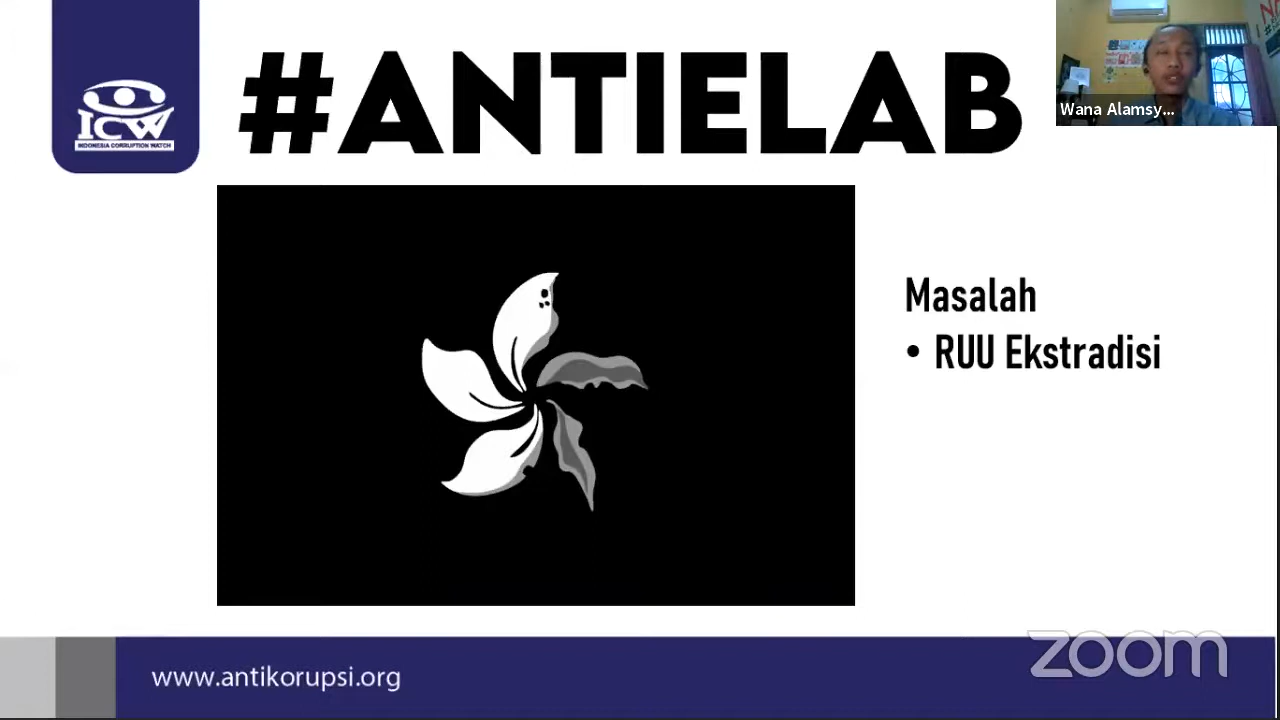 #ANTIELAB
ICW
INDONESIA CORRUPTION WATCH
Wana Alamsy...
Masalah
• RUU Ekstradisi
www.antikorupsi.org
zoom